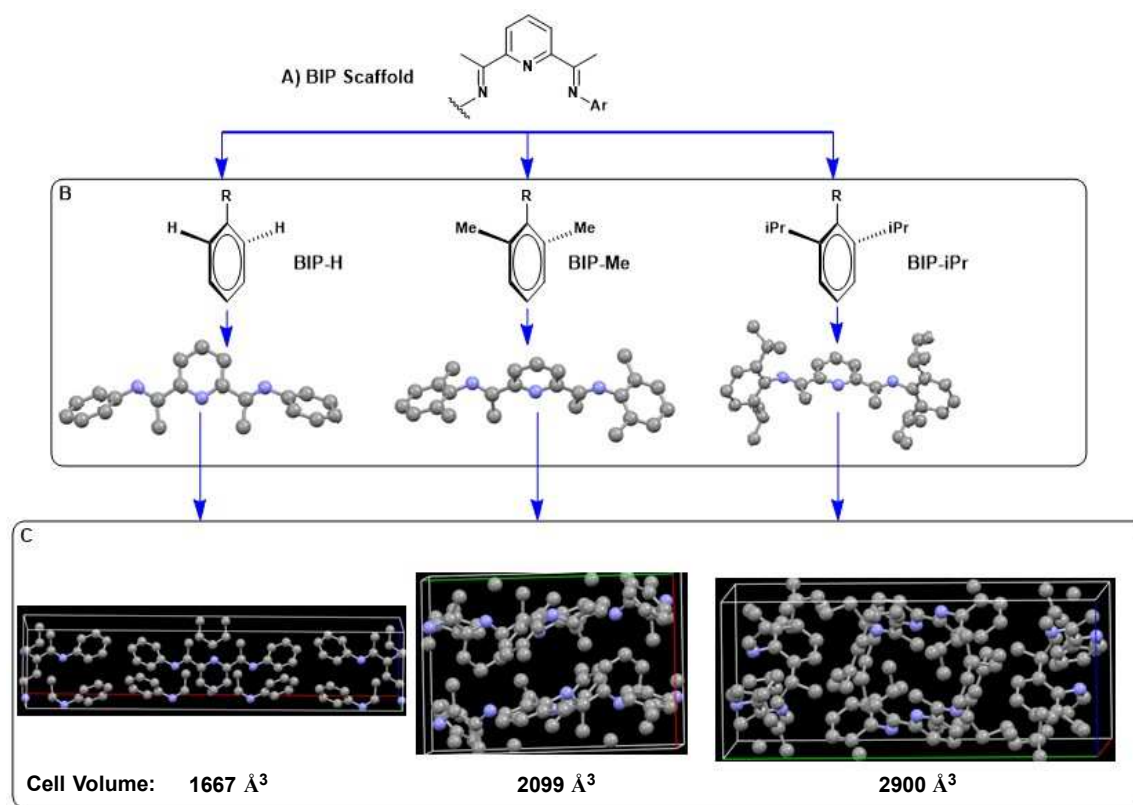 A) BIP Scaffold
N
N
N
Ar
B
R
R
R
H
H
Me
Me
iPr
iPr
BIP-H
BIP-Me
BIP-iPr
C
Cell Volume: 1667 Å³ 2099 Å³ 2900 Å³